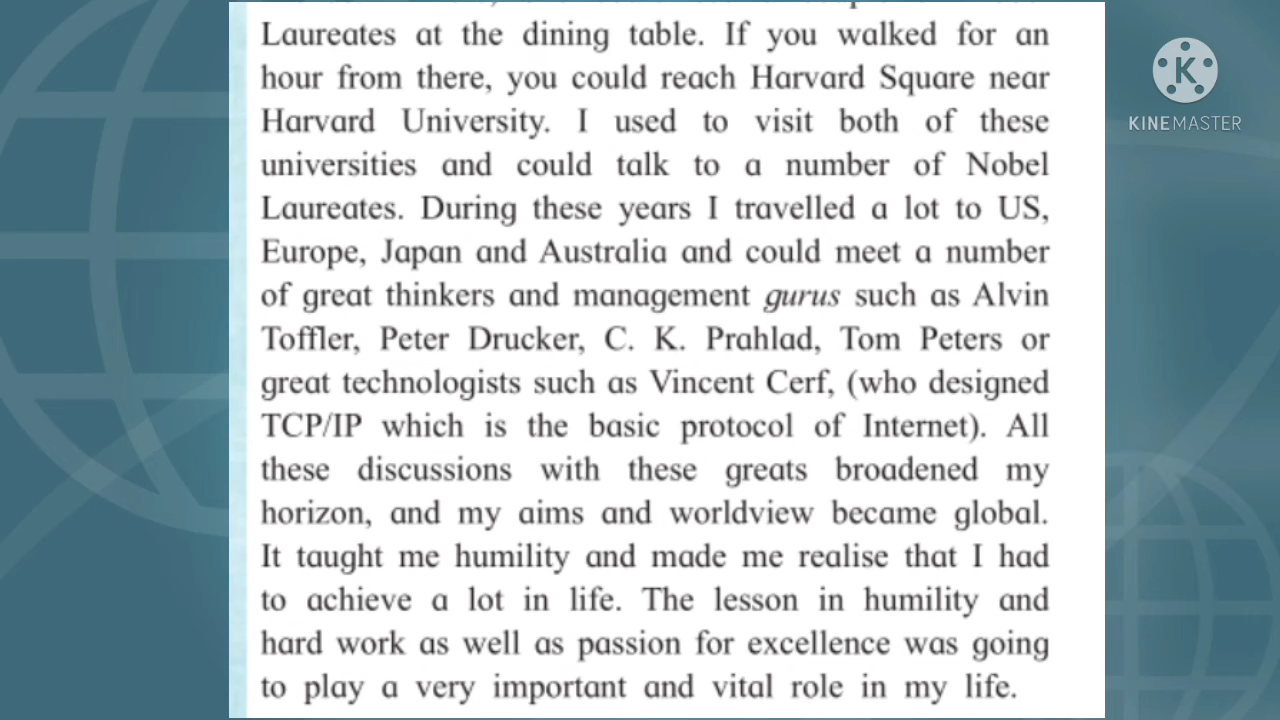 Laureates at the dining table. If you walked for an
hour from there, you could reach Harvard Square near
Harvard University. I used to visit both of these
universities and could talk to a number of Nobel
Laureates. During these years I travelled a lot to US,
Europe, Japan and Australia and could meet a number
of great thinkers and management gurus such as Alvin
Toffler, Peter Drucker, C. K. Prahlad, Tom Peters or
great technologists such as Vincent Cerf, (who designed
TCP/IP which is the basic protocol of Internet). All
these discussions with these greats broadened my
horizon, and my aims and worldview became global.
It taught me humility and made me realise that I had
to achieve a lot in life. The lesson in humility and
hard work as well as passion for excellence was going
to play a very important and vital role in my life.
K
KINEMASTER